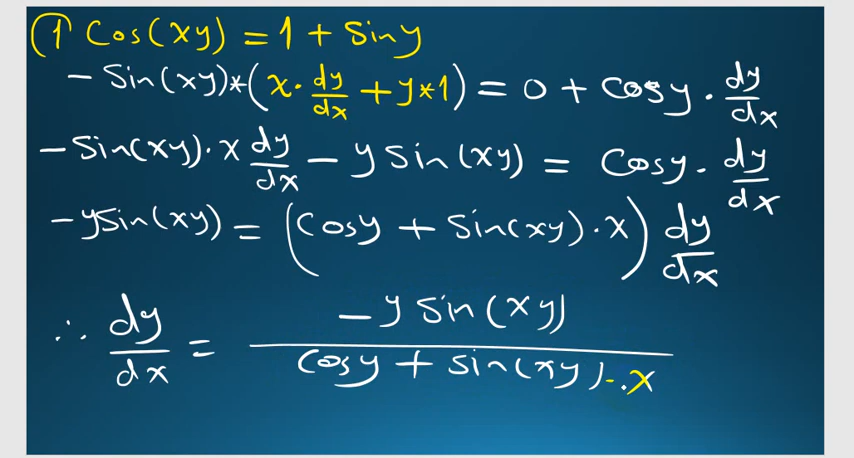 (1) Cos(xy) = 1 + Siny
-Sin(xy)*(x·dy/dx + y*1) = 0 + cosy · dy/dx
-Sin(xy)·x dy/dx - y sin(xy) = cosy · dy/dx
-ysin(xy) = (cosy + sin(xy)·x) dy/dx
∴ dy/dx = -y sin(xy) / cosy + sin(xy)·x